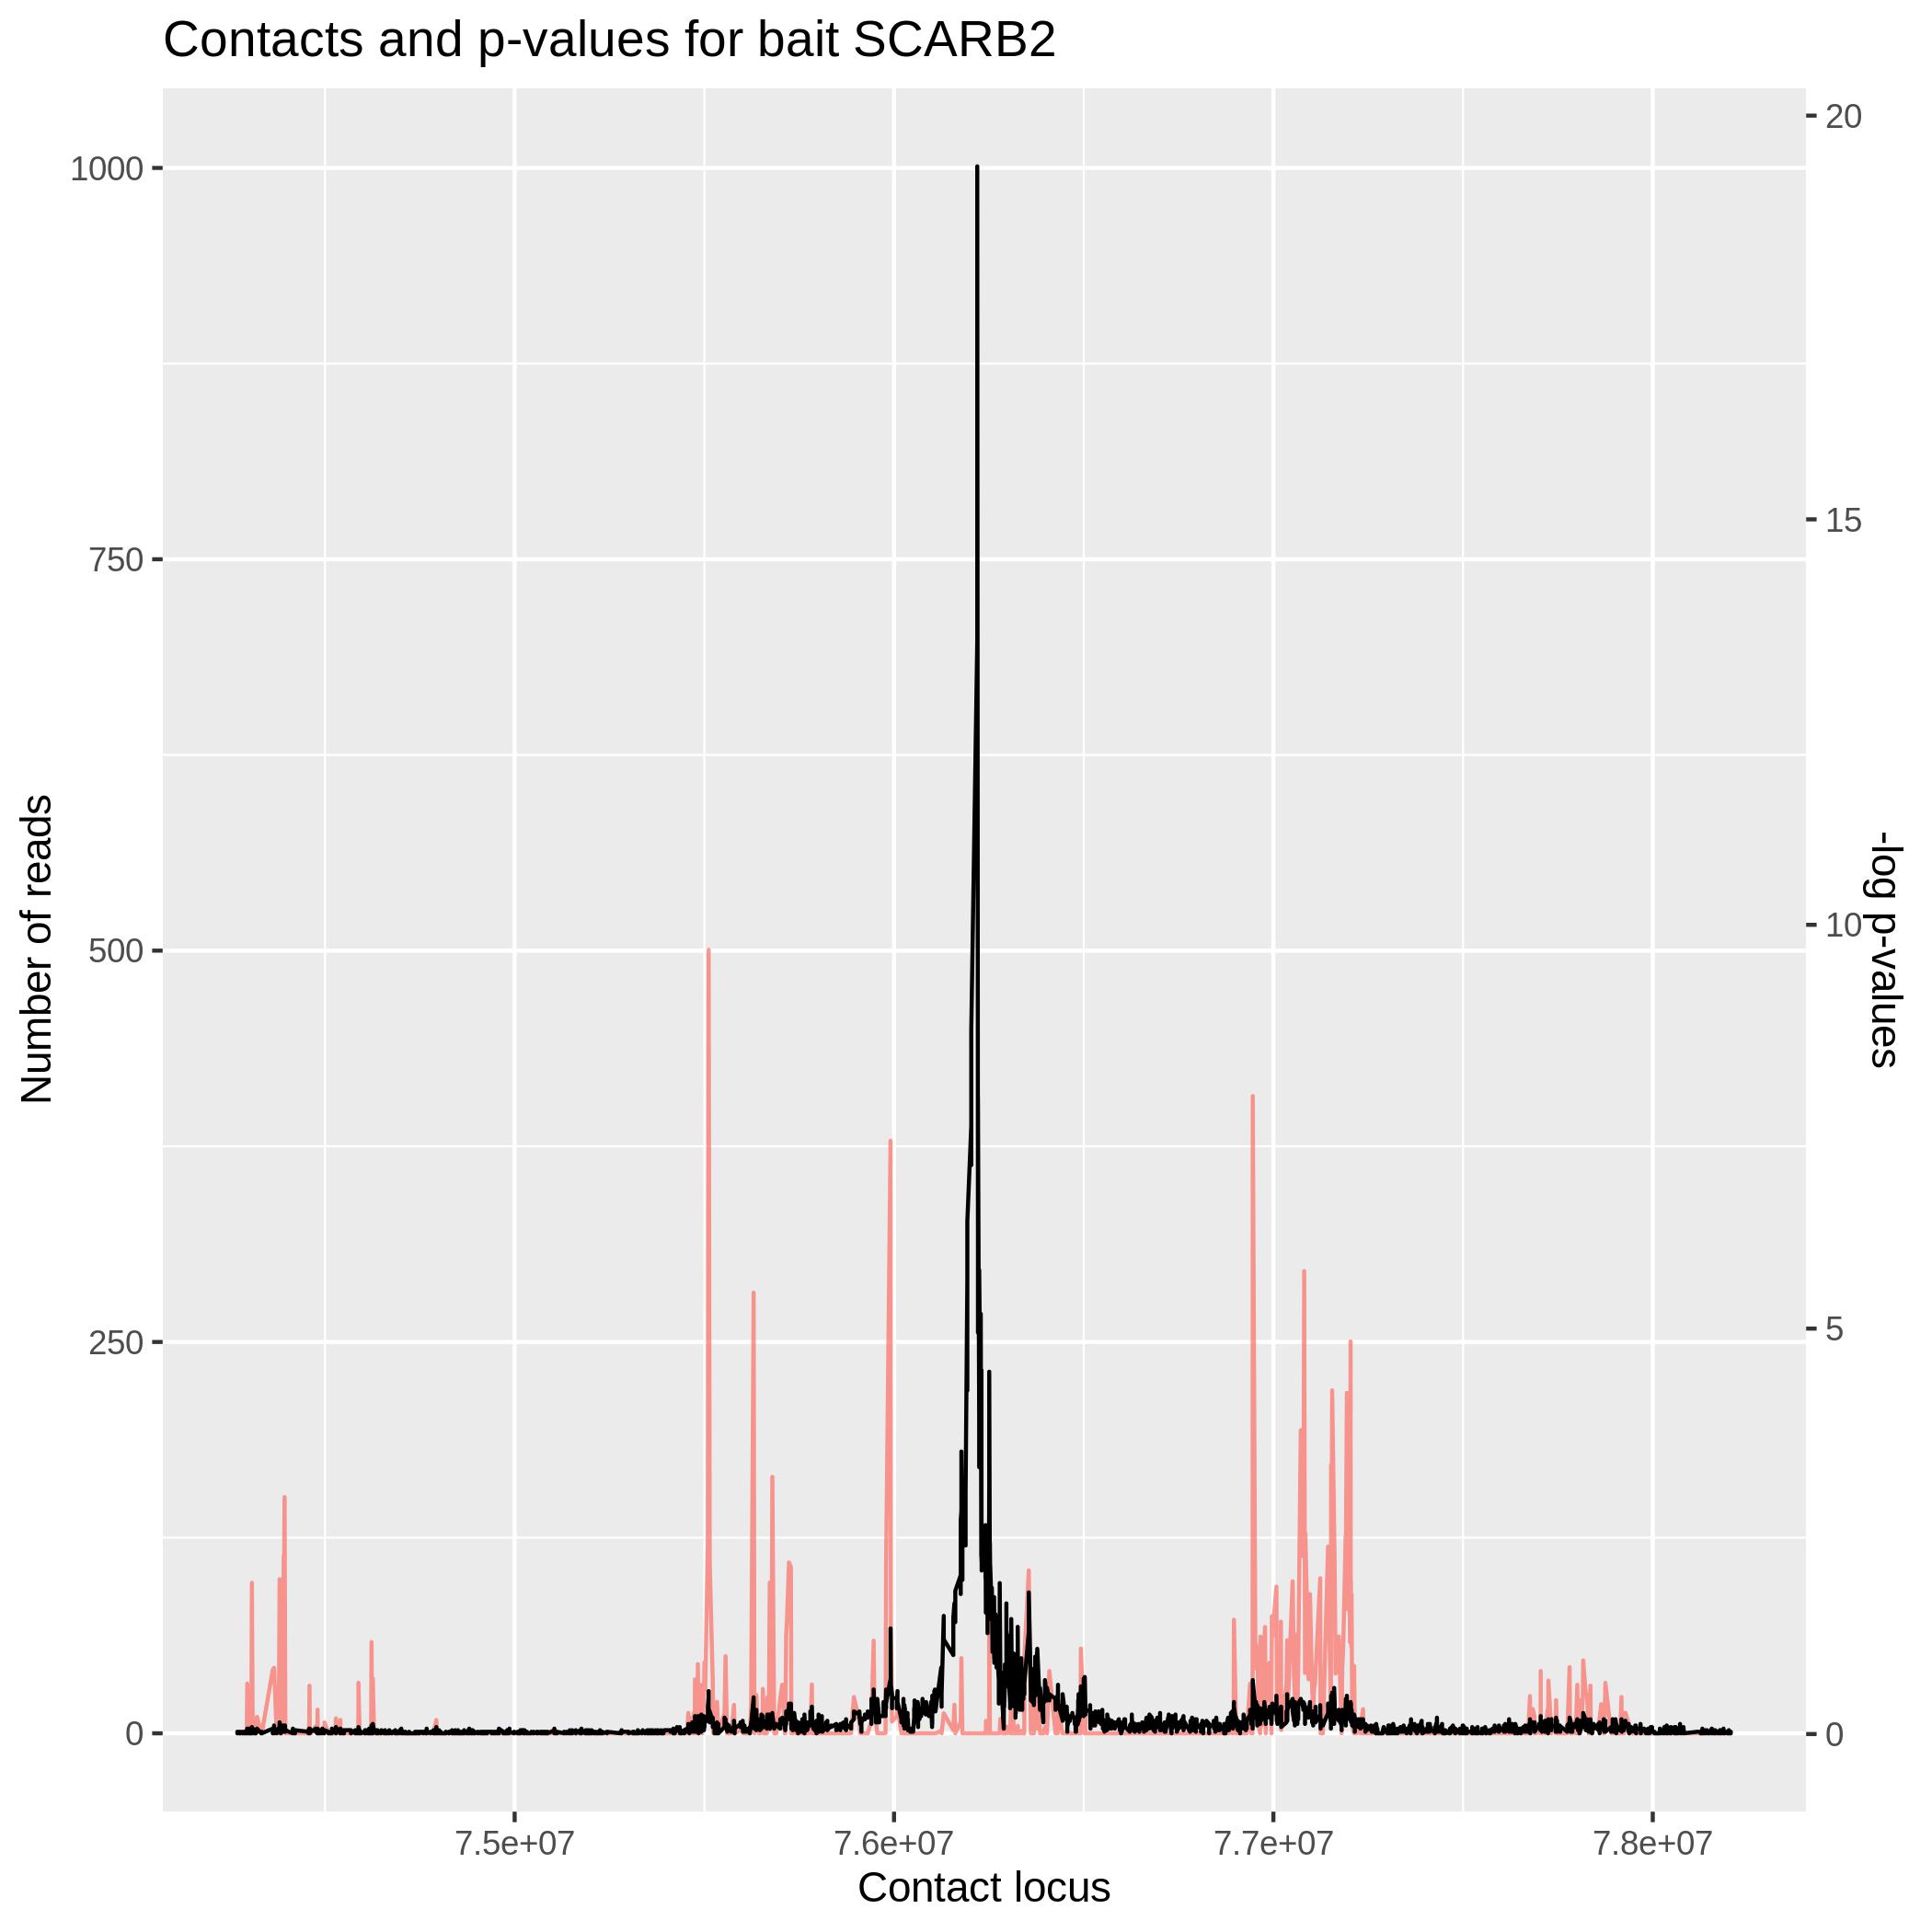 Contacts and p-values for bait SCARB2
Number of reads
1000
750
500
250
0
20
15
10
5
0
-log p-values
7.5e+07 7.6e+07 7.7e+07 7.8e+07
Contact locus